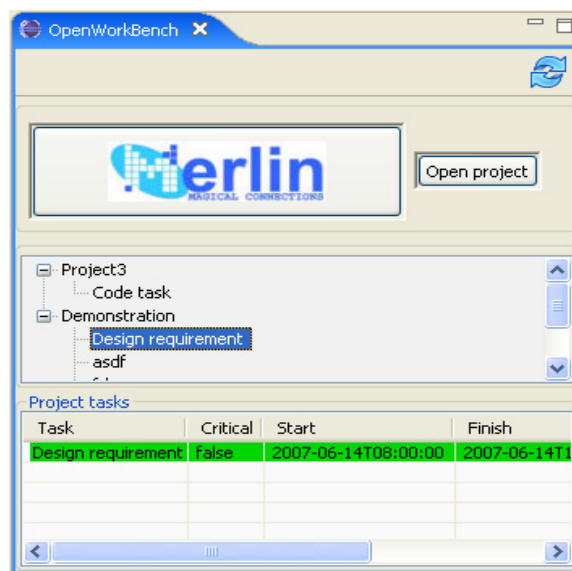 OpenWorkBench
Merlin
MAGICAL CONNECTIONS
Open project
Project3
Code task
Demonstration
Design requirement
asdf
Project tasks
Task Critical Start Finish
Design requirement false 2007-06-14T08:00:00 2007-06-14T1